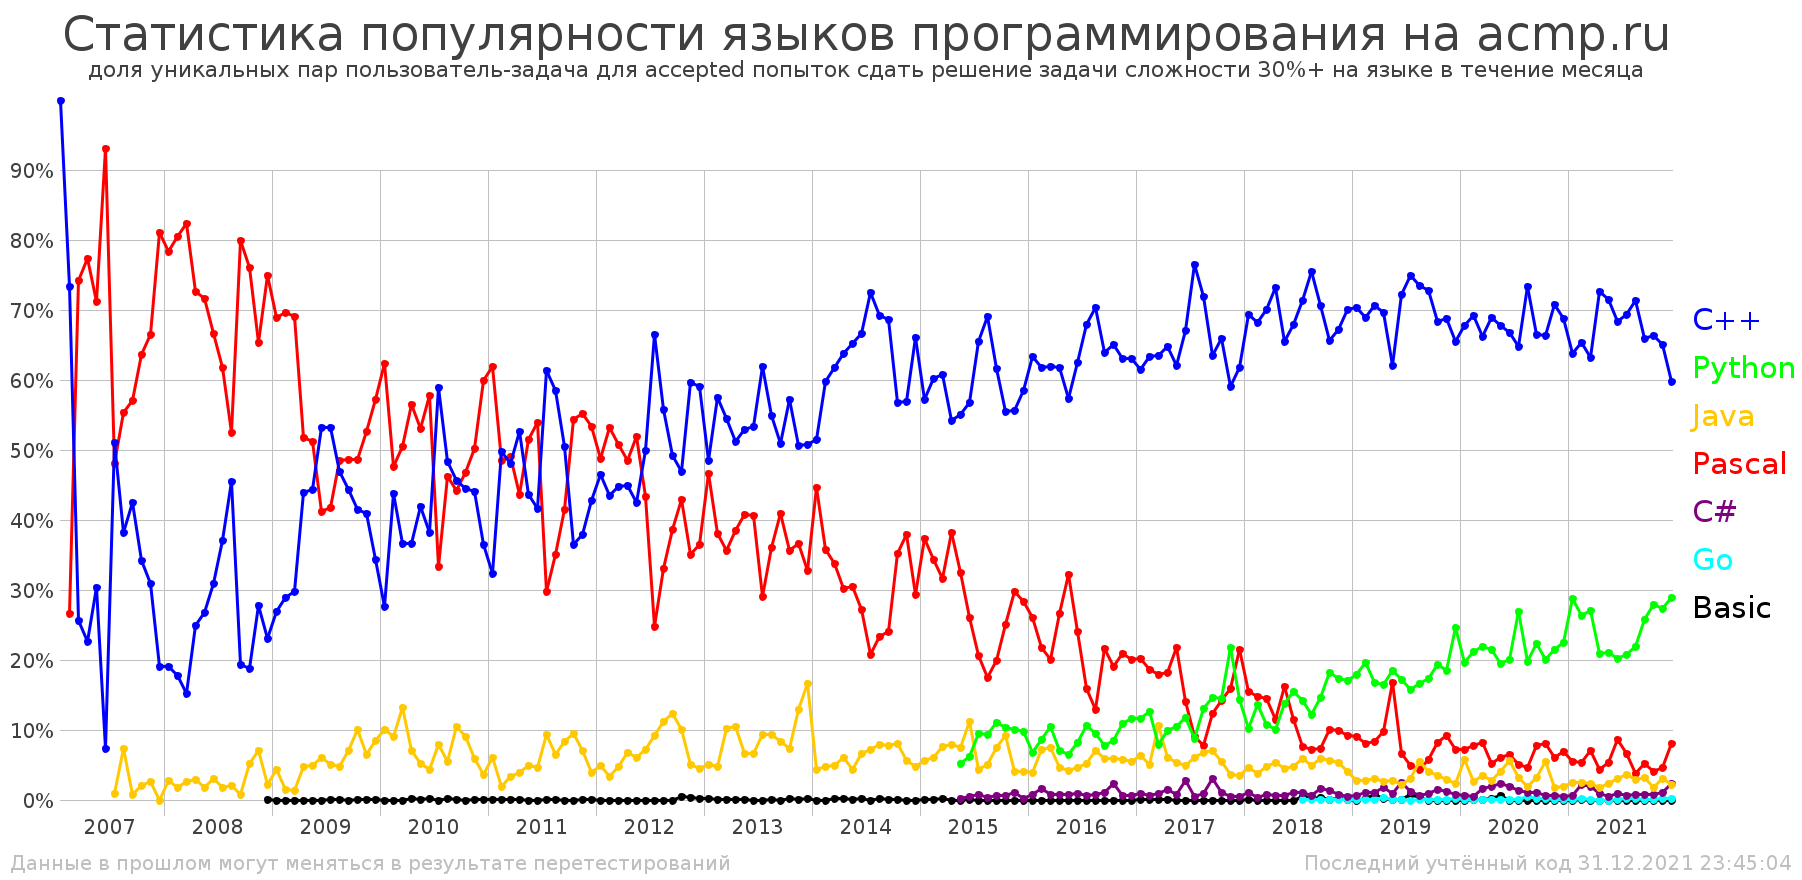 Статистика популярности языков программирования на acmp.ru
доля уникальных пар пользователь-задача для accepted попыток сдать решение задачи сложности 30%+ на языке в течение месяца
90%
80%
70%
60%
50%
40%
30%
20%
10%
0%
C++
Python
Java
Pascal
C#
Go
Basic
2007 2008 2009 2010 2011 2012 2013 2014 2015 2016 2017 2018 2019 2020 2021
Данные в прошлом могут меняться в результате перетестирований
Последний учтённый код 31.12.2021 23:45:04